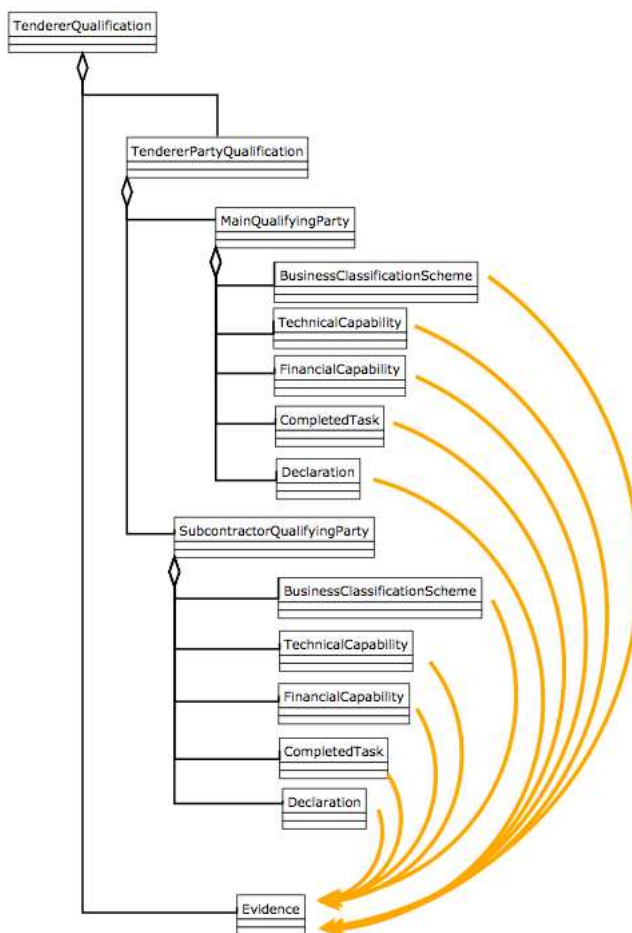 TendererQualification
TendererPartyQualification
MainQualifyingParty
BusinessClassificationScheme
TechnicalCapability
FinancialCapability
CompletedTask
Declaration
SubcontractorQualifyingParty
BusinessClassificationScheme
TechnicalCapability
FinancialCapability
CompletedTask
Declaration
Evidence